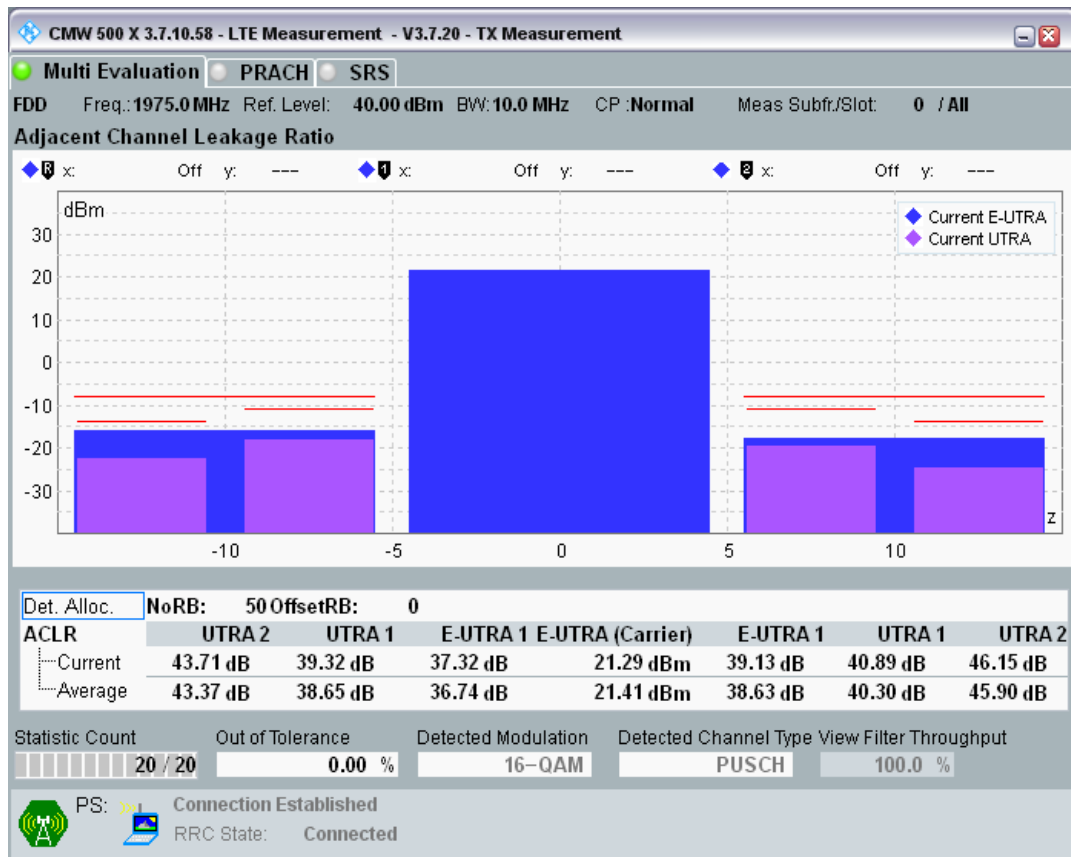 CMW 500 X 3.7.10.58 - LTE Measurement - V3.7.20 - TX Measurement
Multi Evaluation PRACH SRS
FDD Freq.: 1975.0 MHz Ref. Level: 40.00 dBm BW: 10.0 MHz CP :Normal Meas Subfr./Slot: 0 / All
Adjacent Channel Leakage Ratio
R x: Off y: --- 1 x: Off y: --- 2 x: Off y: ---
dBm
Current E-UTRA
Current UTRA
30
20
10
0
-10
-20
-30
z
-10 -5 0 5 10
Det. Alloc. NoRB: 50 OffsetRB: 0
ACLR UTRA 2 UTRA 1 E-UTRA 1 E-UTRA (Carrier) E-UTRA 1 UTRA 1 UTRA 2
Current 43.71 dB 39.32 dB 37.32 dB 21.29 dBm 39.13 dB 40.89 dB 46.15 dB
Average 43.37 dB 38.65 dB 36.74 dB 21.41 dBm 38.63 dB 40.30 dB 45.90 dB
Statistic Count Out of Tolerance Detected Modulation Detected Channel Type View Filter Throughput
20 / 20 0.00 % 16-QAM PUSCH 100.0 %
PS: Connection Established
RRC State: Connected